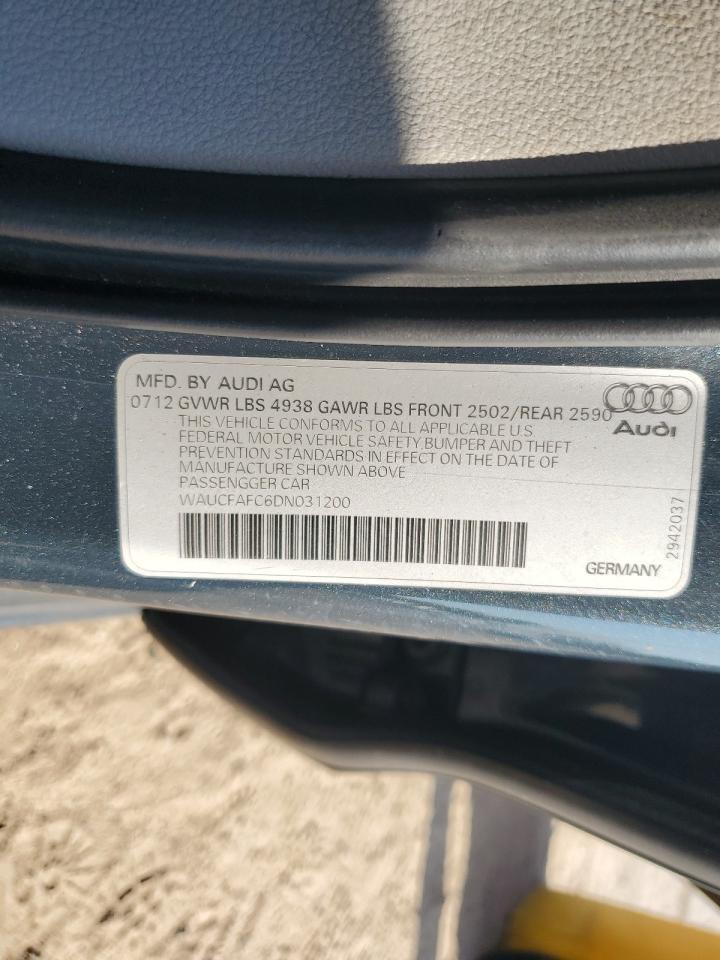 MFD. BY AUDI AG
0712 GVWR LBS 4938 GAWR LBS FRONT 2502/REAR 2590
THIS VEHICLE CONFORMS TO ALL APPLICABLE U.S.
FEDERAL MOTOR VEHICLE SAFETY,BUMPER AND THEFT
PREVENTION STANDARDS IN EFFECT ON THE DATE OF
MANUFACTURE SHOWN ABOVE
PASSENGGER CAR
WAUCFAFC6DN031200
Audi
2942037
GERMANY